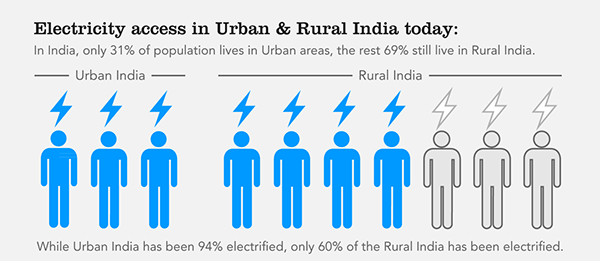 Electricity access in Urban & Rural India today:
In India, only 31% of population lives in Urban areas, the rest 69% still live in Rural India.
Urban India
Rural India
While Urban India has been 94% electrified, only 60% of the Rural India has been electrified.